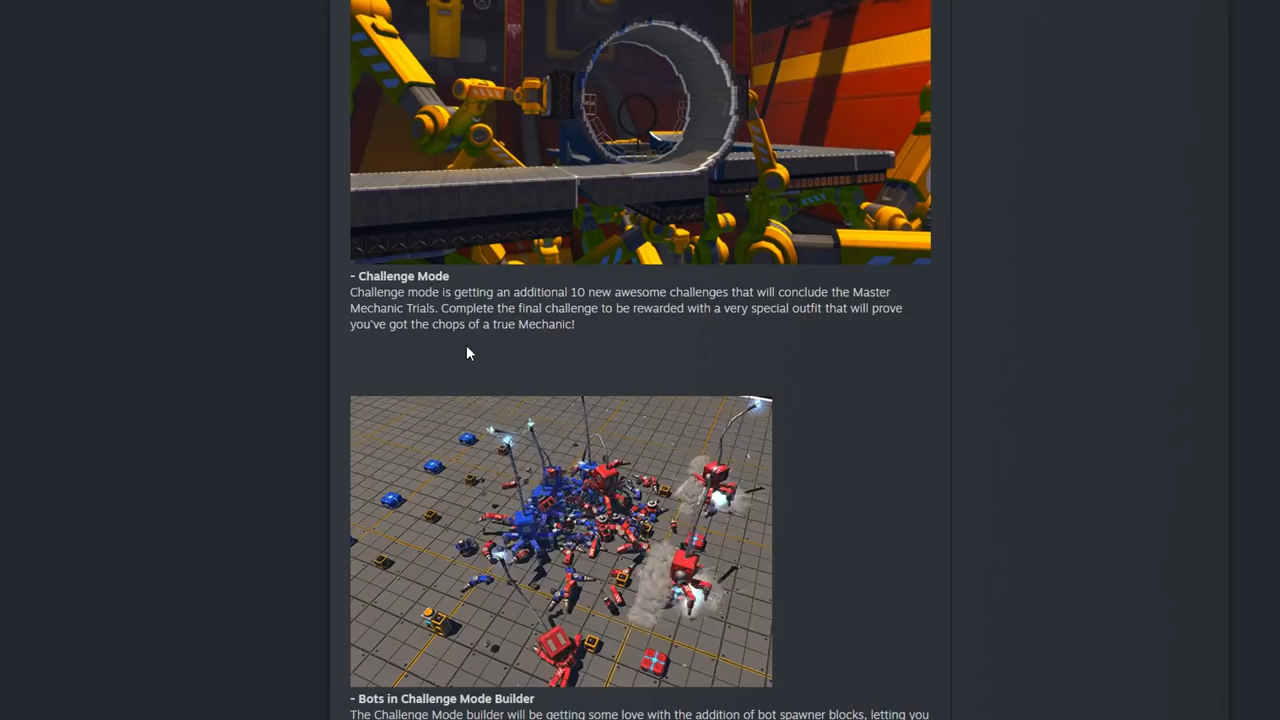 - Challenge Mode
Challenge mode is getting an additional 10 new awesome challenges that will conclude the Master
Mechanic Trials. Complete the final challenge to be rewarded with a very special outfit that will prove
you've got the chops of a true Mechanic!
- Bots in Challenge Mode Builder
The Challenge Mode builder will be getting some love with the addition of bot spawner blocks, letting you